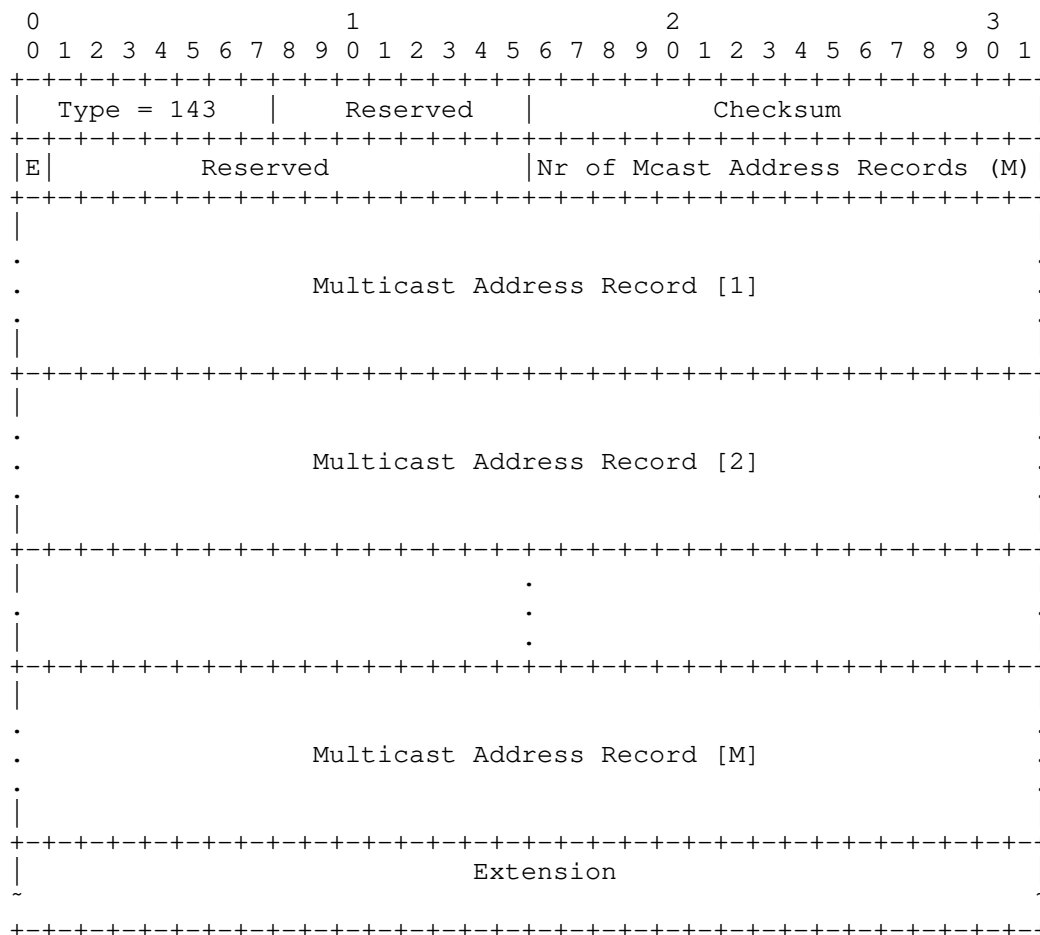 0                   1                   2                   3
 0 1 2 3 4 5 6 7 8 9 0 1 2 3 4 5 6 7 8 9 0 1 2 3 4 5 6 7 8 9 0 1
+-+-+-+-+-+-+-+-+-+-+-+-+-+-+-+-+-+-+-+-+-+-+-+-+-+-+-+-+-+-+-+--
|  Type = 143   |    Reserved   |           Checksum
+-+-+-+-+-+-+-+-+-+-+-+-+-+-+-+-+-+-+-+-+-+-+-+-+-+-+-+-+-+-+-+--
|E|         Reserved            |Nr of Mcast Address Records (M)
+-+-+-+-+-+-+-+-+-+-+-+-+-+-+-+-+-+-+-+-+-+-+-+-+-+-+-+-+-+-+-+--
|
.                                                               .
.                  Multicast Address Record [1]                 .
.                                                               .
|
+-+-+-+-+-+-+-+-+-+-+-+-+-+-+-+-+-+-+-+-+-+-+-+-+-+-+-+-+-+-+-+--
|
.                                                               .
.                  Multicast Address Record [2]                 .
.                                                               .
|
+-+-+-+-+-+-+-+-+-+-+-+-+-+-+-+-+-+-+-+-+-+-+-+-+-+-+-+-+-+-+-+--
|                               .
.                               .                               .
|                               .
+-+-+-+-+-+-+-+-+-+-+-+-+-+-+-+-+-+-+-+-+-+-+-+-+-+-+-+-+-+-+-+--
|
.                                                               .
.                  Multicast Address Record [M]                 .
.                                                               .
|
+-+-+-+-+-+-+-+-+-+-+-+-+-+-+-+-+-+-+-+-+-+-+-+-+-+-+-+-+-+-+-+--
|                            Extension
~                                                               ~
+-+-+-+-+-+-+-+-+-+-+-+-+-+-+-+-+-+-+-+-+-+-+-+-+-+-+-+-+-+-+-+--